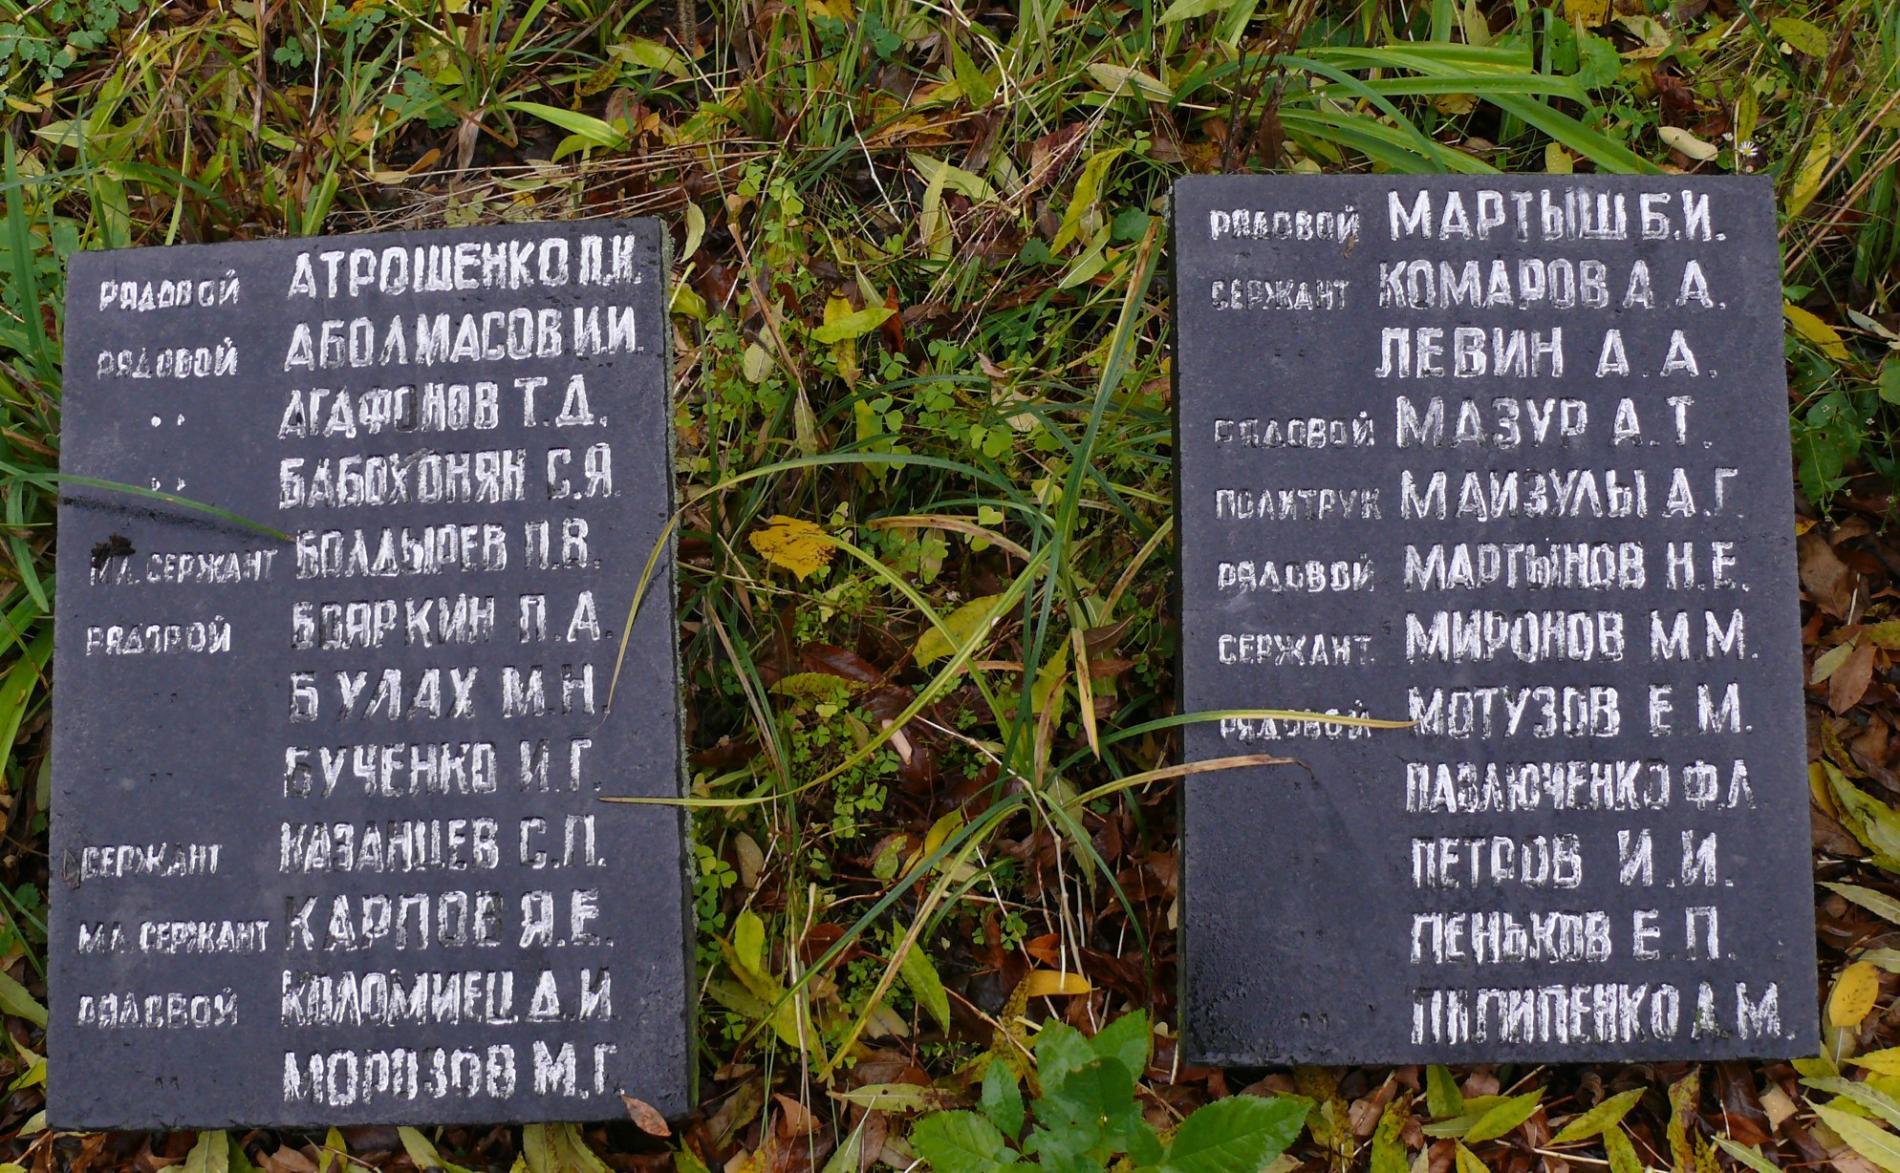 РЯДОВОЙ АТРОЩЕНКО П.И.
РЯДОВОЙ АБОЛМАСОВ И.И.
·· АГАФОНОВ Т.Д.
·· БАБОХОНЯН С.Я.
МЛ. СЕРЖАНТ БОЛДЫРЕВ П.В.
РЯДОВОЙ БОЯРКИН П.А.
БУЛАХ М.Н.
БУЧЕНКО И.Г.
СЕРЖАНТ КАЗАНЦЕВ С.П.
МЛ. СЕРЖАНТ КАРПОВ Я.Е.
РЯДОВОЙ КОЛОМИЕЦ Д.И.
·· МОРОЗОВ М.Г.
РЯДОВОЙ МАРТЫШ Б.И.
СЕРЖАНТ КОМАРОВ А.А.
ЛЕВИН А.А.
РЯДОВОЙ МАЗУР А.Т.
ПОЛИТРУК МАИЗУЛЫ А.Г.
РЯДОВОЙ МАРТЫНОВ Н.Е.
СЕРЖАНТ. МИРОНОВ М.М.
РЯДОВОЙ МОТУЗОВ Е.М.
ПАВЛЮЧЕНКО Ф.Л.
ПЕТРОВ И.И.
ПЕНЬКОВ Е.П.
·· ПИЛИПЕНКО А.М.